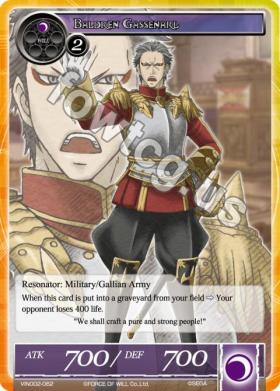 Baldren Gassenarl
WILL
2
fowtcg.us
Resonator: Military/Gallian Army
When this card is put into a graveyard from your field ⇨ Your
opponent loses 400 life.
"We shall craft a pure and strong people!"
ATK 700/ DEF 700
VIN002-062 ©FORCE OF WILL Co.,Ltd. ©SEGA